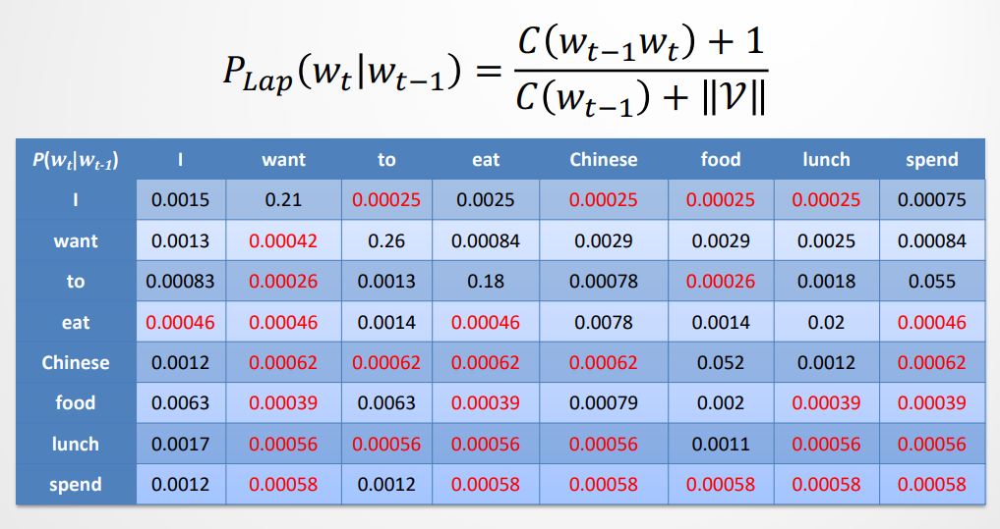 P_Lap(w_t|w_{t−1}) = (C(w_{t−1}w_t) + 1) / (C(w_{t−1}) + ‖𝒱‖)
P(w_t|w_{t-1}) I want to eat Chinese food lunch spend
I 0.0015 0.21 0.00025 0.0025 0.00025 0.00025 0.00025 0.00075
want 0.0013 0.00042 0.26 0.00084 0.0029 0.0029 0.0025 0.00084
to 0.00083 0.00026 0.0013 0.18 0.00078 0.00026 0.0018 0.055
eat 0.00046 0.00046 0.0014 0.00046 0.0078 0.0014 0.02 0.00046
Chinese 0.0012 0.00062 0.00062 0.00062 0.00062 0.052 0.0012 0.00062
food 0.0063 0.00039 0.0063 0.00039 0.00079 0.002 0.00039 0.00039
lunch 0.0017 0.00056 0.00056 0.00056 0.00056 0.0011 0.00056 0.00056
spend 0.0012 0.00058 0.0012 0.00058 0.00058 0.00058 0.00058 0.00058